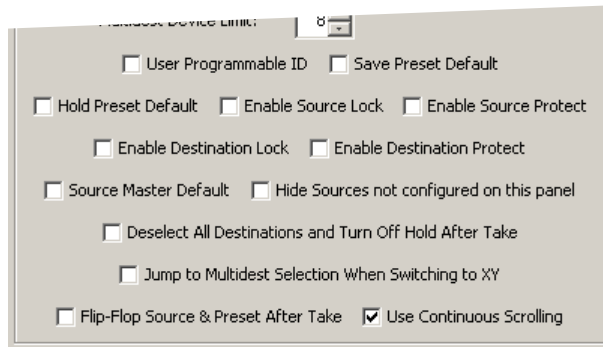 Multidest Device Limit: 8
User Programmable ID Save Preset Default
Hold Preset Default Enable Source Lock Enable Source Protect
Enable Destination Lock Enable Destination Protect
Source Master Default Hide Sources not configured on this panel
Deselect All Destinations and Turn Off Hold After Take
Jump to Multidest Selection When Switching to XY
Flip-Flop Source & Preset After Take Use Continuous Scrolling